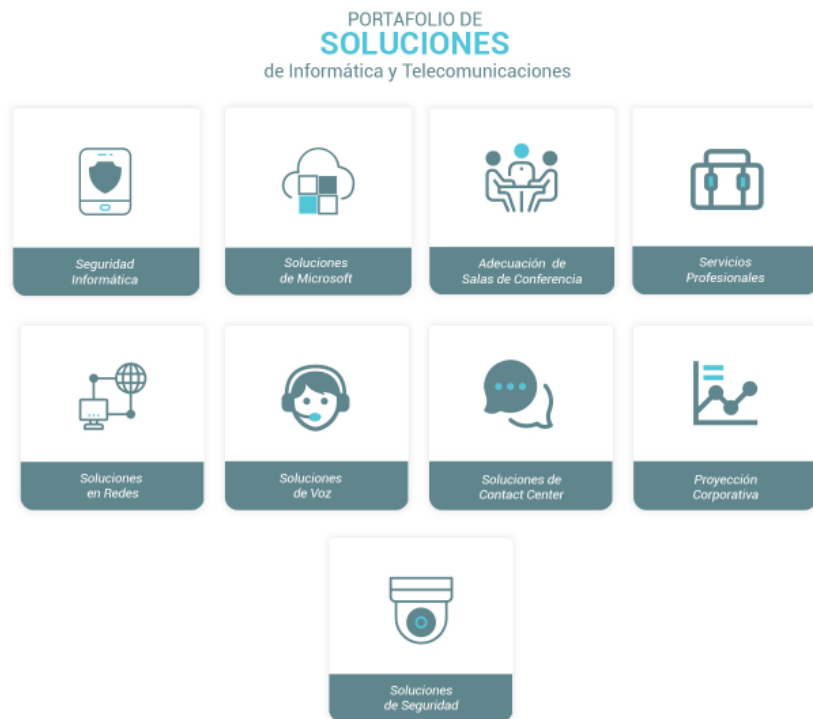 PORTAFOLIO DE
SOLUCIONES
de Informática y Telecomunicaciones
Seguridad
Informática
Soluciones
de Microsoft
Adecuación de
Salas de Conferencia
Servicios
Profesionales
Soluciones
en Redes
Soluciones
de Voz
Soluciones de
Contact Center
Proyección
Corporativa
Soluciones
de Seguridad